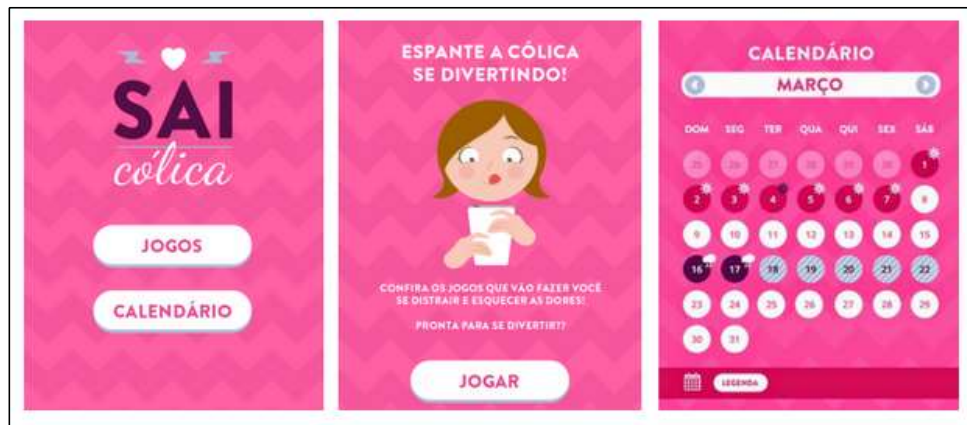 SAI
cólica
JOGOS
CALENDÁRIO
ESPANTE A CÓLICA
SE DIVERTINDO!
CONFIRA OS JOGOS QUE VÃO FAZER VOCÊ
SE DISTRAIR E ESQUECER AS DORES!
PRONTA PARA SE DIVERTIR??
JOGAR
CALENDÁRIO
MARÇO
DOM SEG TER QUA QUI SEX SÁB
1
2 3 4 5 6 7 8
9 10 11 12 13 14 15
16 17 18 19 20 21 22
23 24 25 26 27 28 29
30 31
LEGENDA